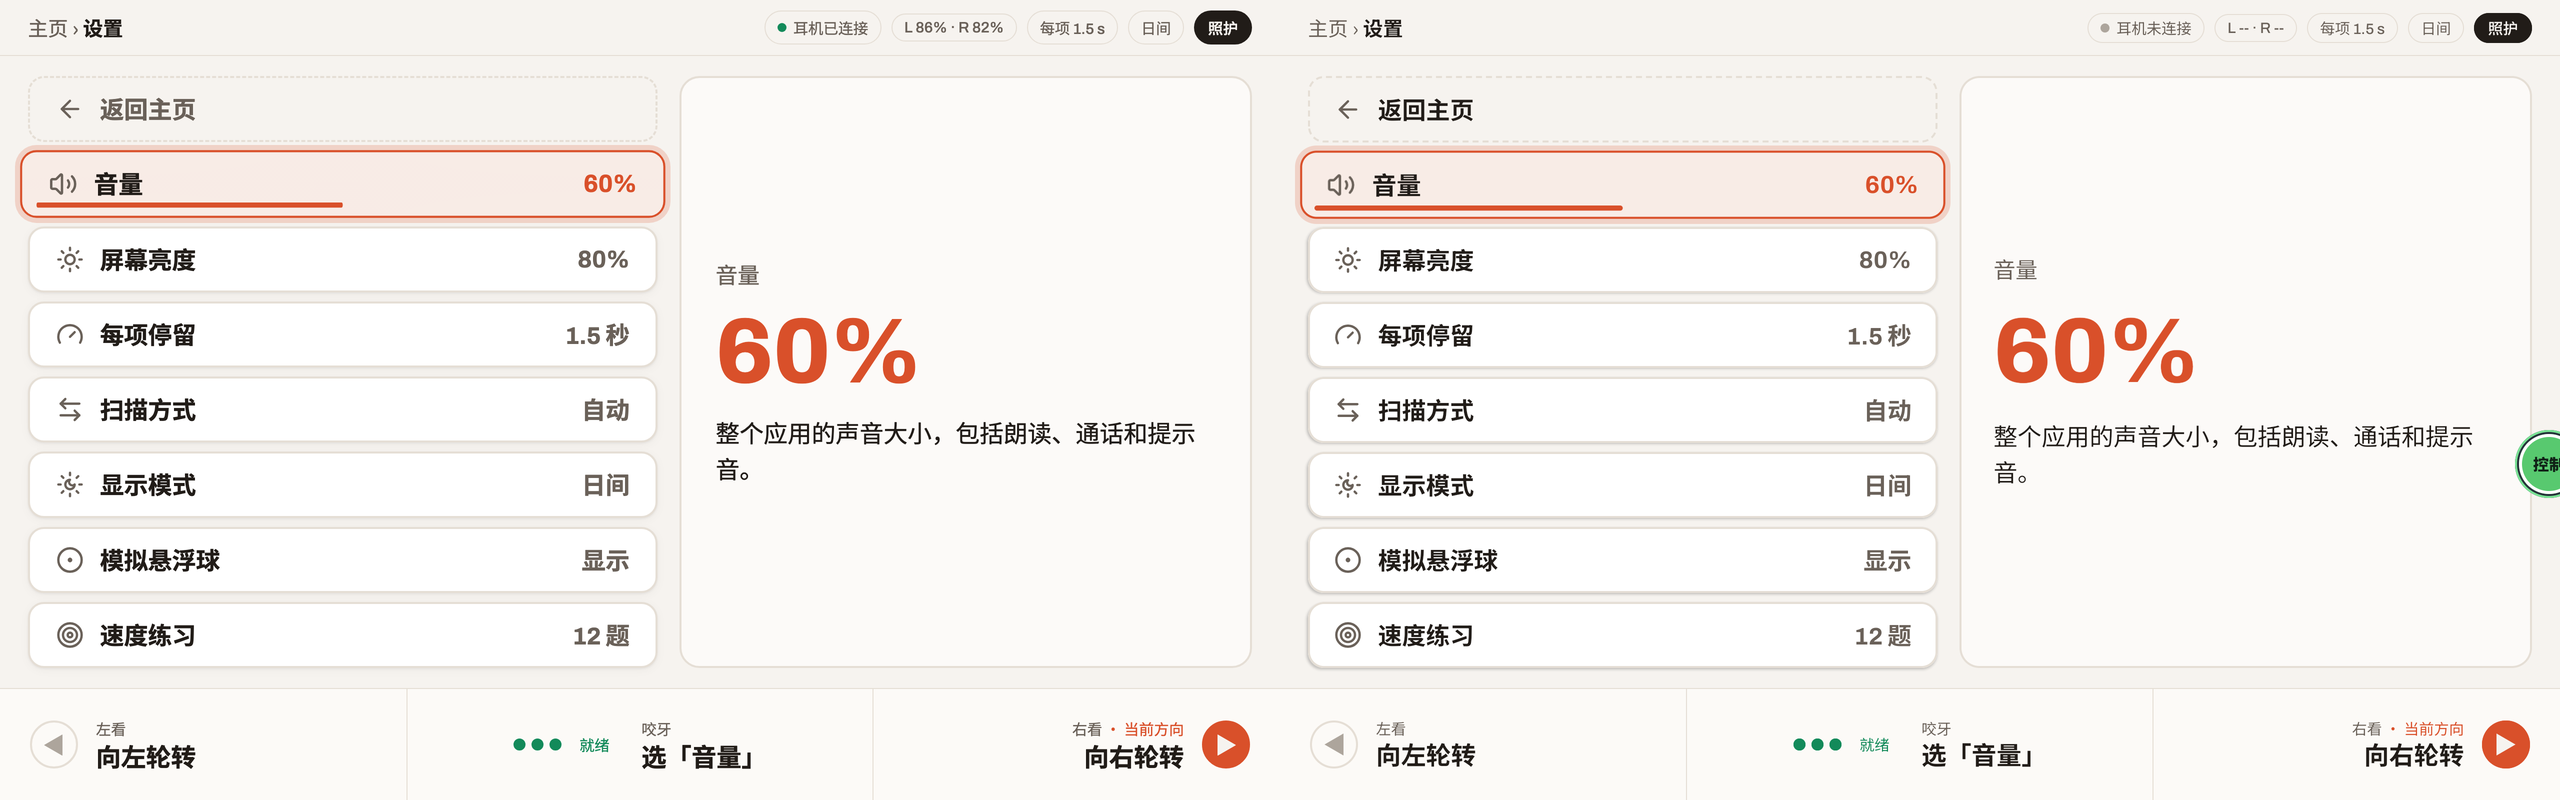 主页 › 设置
耳机已连接
L 86% · R 82%
每项 1.5 s
日间
照护
返回主页
音量
60%
屏幕亮度
80%
每项停留
1.5 秒
扫描方式
自动
显示模式
日间
模拟悬浮球
显示
速度练习
12 题
音量
60%
整个应用的声音大小，包括朗读、通话和提示
音。
左看
向左轮转
就绪
咬牙
选「音量」
右看 · 当前方向
向右轮转
主页 › 设置
耳机未连接
L -- · R --
每项 1.5 s
日间
照护
返回主页
音量
60%
屏幕亮度
80%
每项停留
1.5 秒
扫描方式
自动
显示模式
日间
模拟悬浮球
显示
速度练习
12 题
音量
60%
整个应用的声音大小，包括朗读、通话和提示
音。
控制
左看
向左轮转
就绪
咬牙
选「音量」
右看 · 当前方向
向右轮转